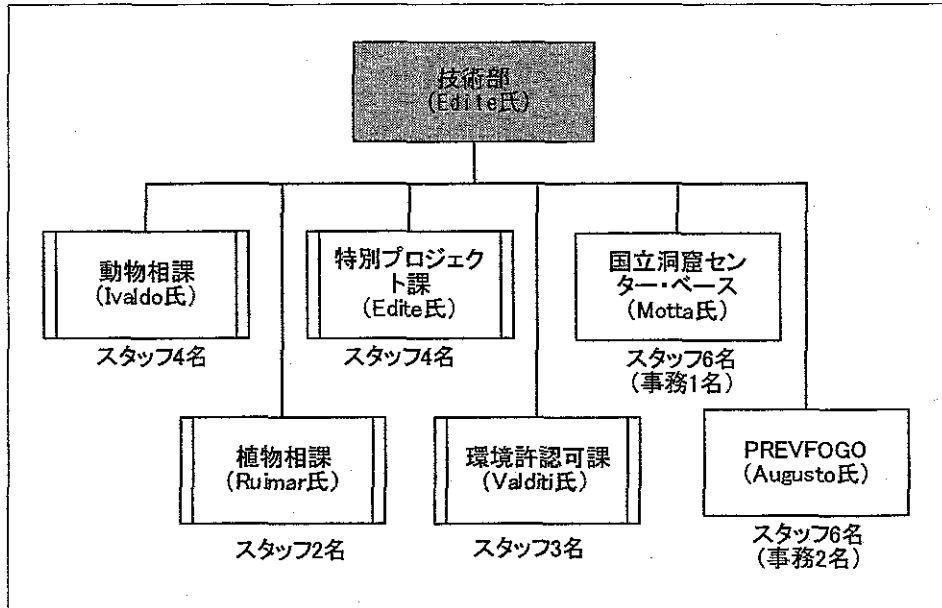 技術部
(Edite氏)
動物相課
(Ivaldo氏)
スタッフ4名
特別プロジェク
ト課
(Edite氏)
スタッフ4名
国立洞窟セン
ター・ベース
(Motta氏)
スタッフ6名
(事務1名)
植物相課
(Ruimar氏)
スタッフ2名
環境許認可課
(Valditi氏)
スタッフ3名
PREVFOGO
(Augusto氏)
スタッフ6名
(事務2名)